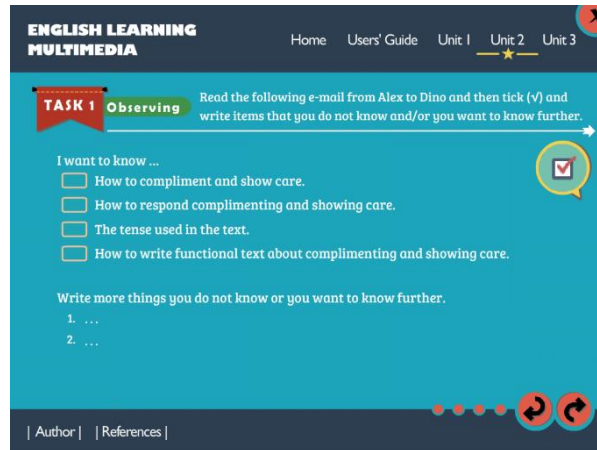 ENGLISH LEARNING
MULTIMEDIA
Home Users' Guide Unit 1 Unit 2 Unit 3
TASK 1 Observing
Read the following e-mail from Alex to Dino and then tick (√) and
write items that you do not know and/or you want to know further.
I want to know ...
How to compliment and show care.
How to respond complimenting and showing care.
The tense used in the text.
How to write functional text about complimenting and showing care.
Write more things you do not know or you want to know further.
1. ...
2. ...
| Author | | References |